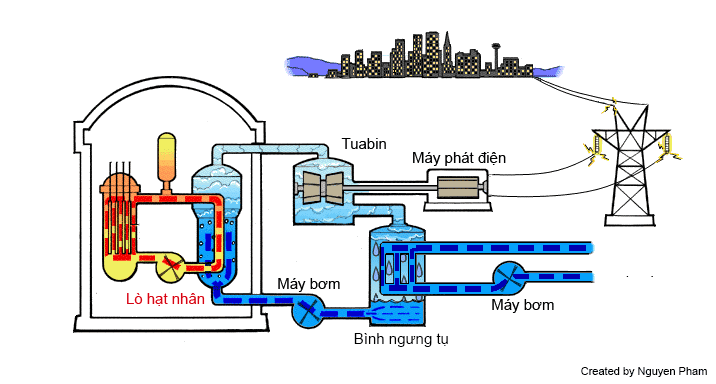 Tuabin
Máy phát điện
Lò hạt nhân
Máy bơm
Máy bơm
Bình ngưng tụ
Created by Nguyen Pham